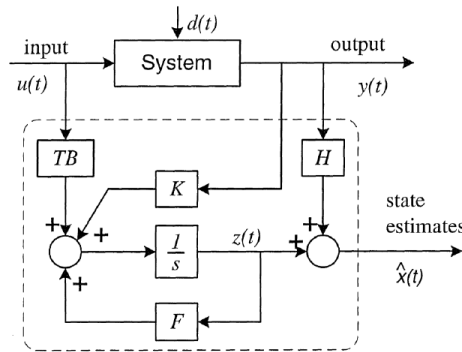 d(t)
input
output
System
u(t)
y(t)
TB
H
K
state
estimates
+
+
+
+
1
s
z(t)
+
x̂(t)
+
F